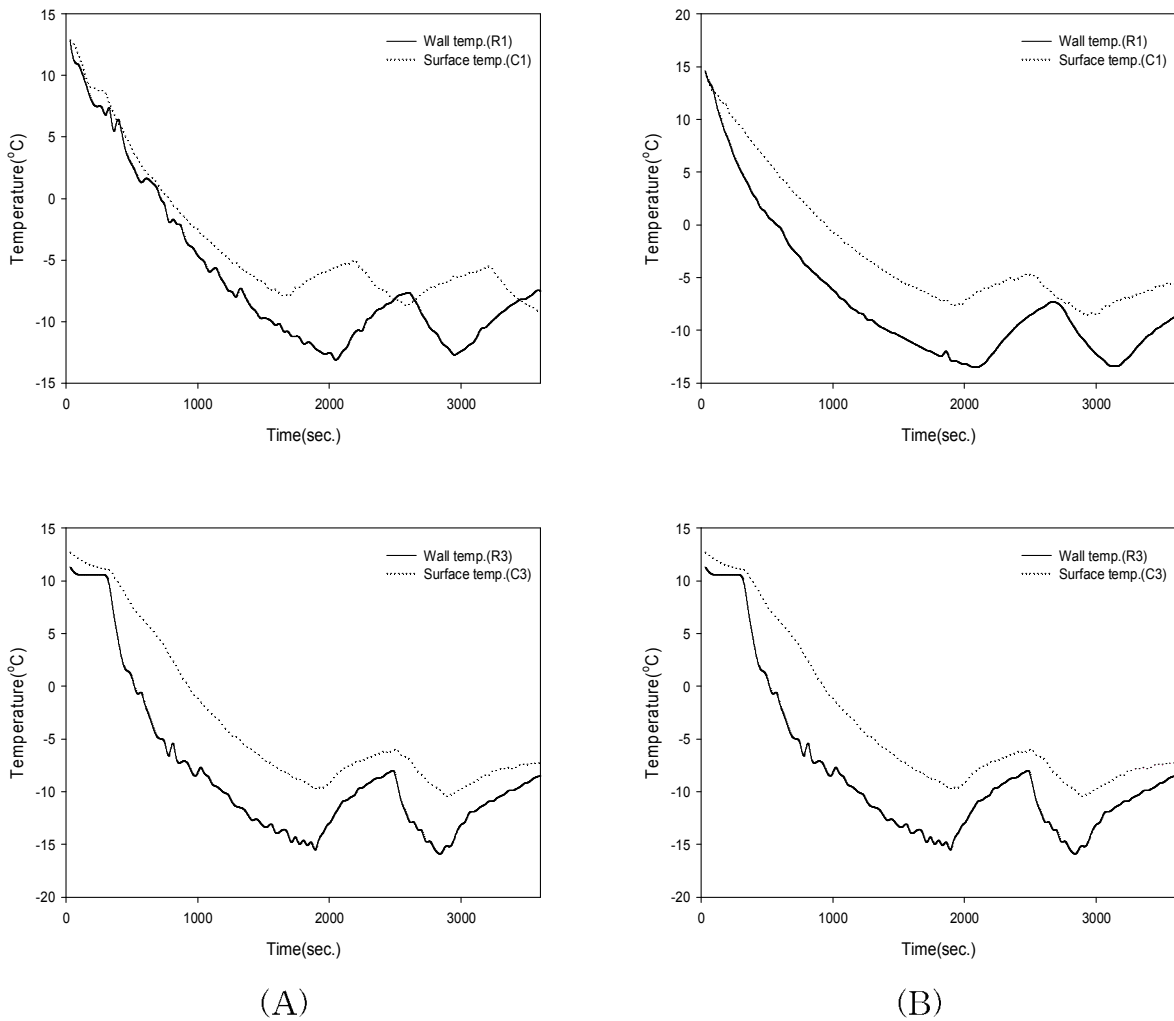 15
10
5
0
-5
-10
-15
Temperature(°C)
Wall temp.(R1)
Surface temp.(C1)
0 1000 2000 3000
Time(sec.)
20
15
10
5
0
-5
-10
-15
Temperature(°C)
Wall temp.(R1)
Surface temp.(C1)
0 1000 2000 3000
Time(sec.)
15
10
5
0
-5
-10
-15
-20
Temperature(°C)
Wall temp.(R3)
Surface temp.(C3)
0 1000 2000 3000
Time(sec.)
15
10
5
0
-5
-10
-15
-20
Temperature(°C)
Wall temp.(R3)
Surface temp.(C3)
0 1000 2000 3000
Time(sec.)
(A)
(B)